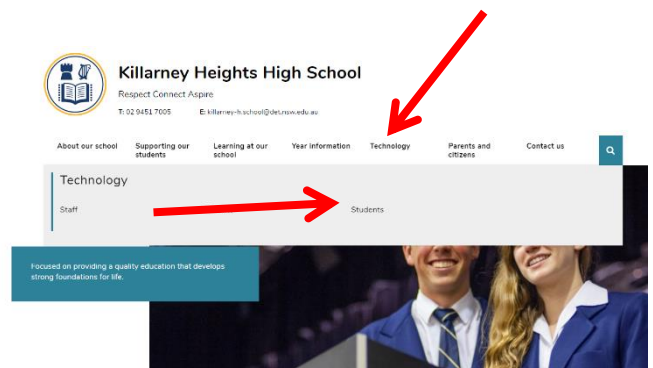 Killarney Heights High School
Respect Connect Aspire
T: 02 9451 7005 E: killarney-h.school@det.nsw.edu.au
About our school Supporting our students Learning at our school Year information Technology Parents and citizens Contact us
Technology
Staff Students
Focused on providing a quality education that develops
strong foundations for life.